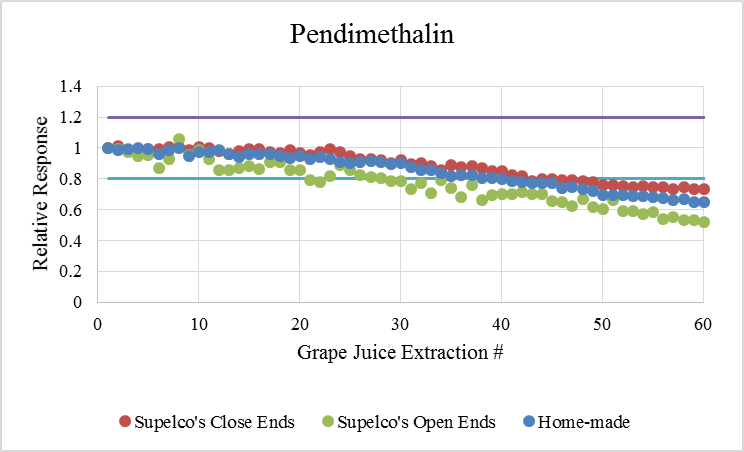 Pendimethalin
1.4
1.2
1
0.8
0.6
0.4
0.2
0
Relative Response
0 10 20 30 40 50 60
Grape Juice Extraction #
Supelco's Close Ends Supelco's Open Ends Home-made